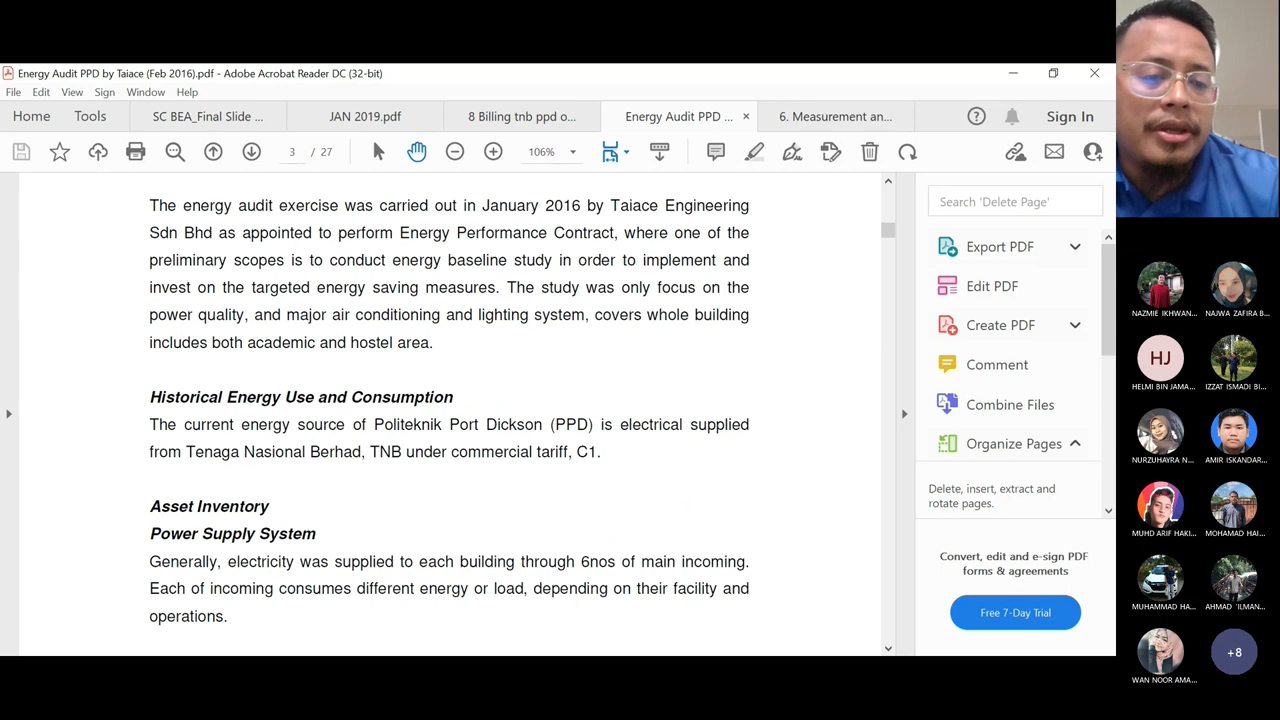 Energy Audit PPD by Taiace (Feb 2016).pdf - Adobe Acrobat Reader DC (32-bit)
File Edit View Sign Window Help
Home Tools SC BEA_Final Slide ... JAN 2019.pdf 8 Billing tnb ppd o... Energy Audit PPD ... × 6. Measurement an... Sign In
3 / 27 106%
The energy audit exercise was carried out in January 2016 by Taiace Engineering
Sdn Bhd as appointed to perform Energy Performance Contract, where one of the
preliminary scopes is to conduct energy baseline study in order to implement and
invest on the targeted energy saving measures. The study was only focus on the
power quality, and major air conditioning and lighting system, covers whole building
includes both academic and hostel area.
Historical Energy Use and Consumption
The current energy source of Politeknik Port Dickson (PPD) is electrical supplied
from Tenaga Nasional Berhad, TNB under commercial tariff, C1.
Asset Inventory
Power Supply System
Generally, electricity was supplied to each building through 6nos of main incoming.
Each of incoming consumes different energy or load, depending on their facility and
operations.
Search 'Delete Page'
Export PDF
Edit PDF
Create PDF
Comment
Combine Files
Organize Pages
Delete, insert, extract and
rotate pages.
Convert, edit and e-sign PDF
forms & agreements
Free 7-Day Trial
NAZMIE IKHWAN... NAJWA ZAFIRA B...
HJ
HELMI BIN JAMA... IZZAT ISMADI BI...
NURZUHAYRA N... AMIR ISKANDAR...
MUHD ARIF HAKI... MOHAMAD HAI...
MUHAMMAD HA... AHMAD 'ILMAN...
+8
WAN NOOR AMA...